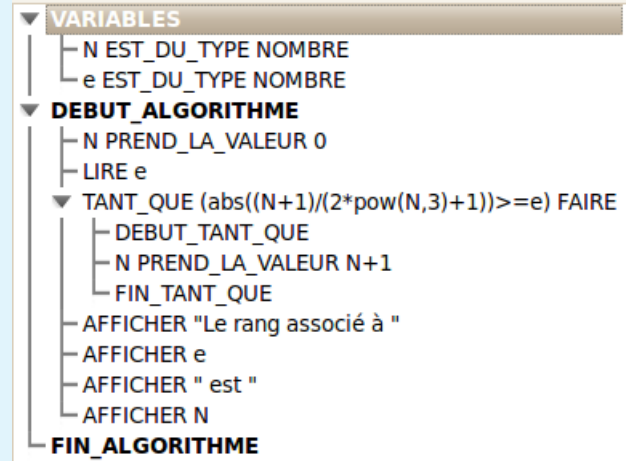 VARIABLES
N EST_DU_TYPE NOMBRE
e EST_DU_TYPE NOMBRE
DEBUT_ALGORITHME
N PREND_LA_VALEUR 0
LIRE e
TANT_QUE (abs((N+1)/(2*pow(N,3)+1))>=e) FAIRE
DEBUT_TANT_QUE
N PREND_LA_VALEUR N+1
FIN_TANT_QUE
AFFICHER "Le rang associé à "
AFFICHER e
AFFICHER " est "
AFFICHER N
FIN_ALGORITHME